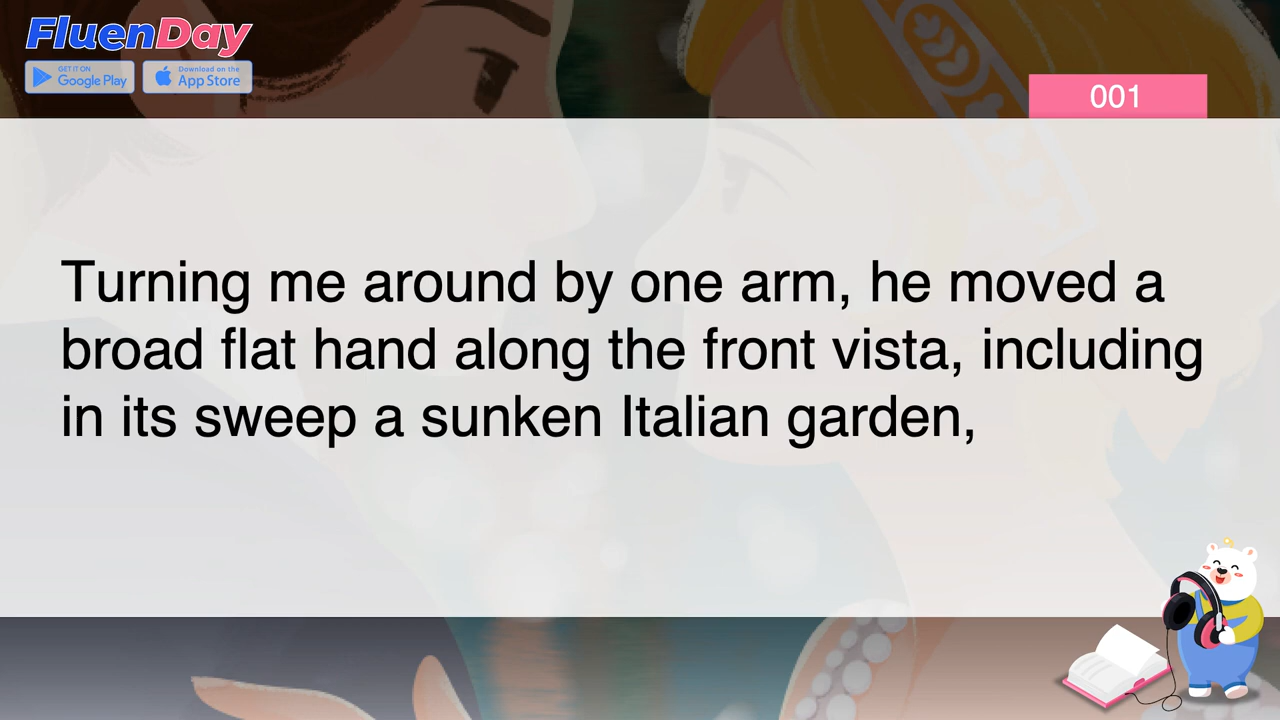 FluenDay
GET IT ON
Google Play
Download on the
App Store
001
Turning me around by one arm, he moved a
broad flat hand along the front vista, including
in its sweep a sunken Italian garden,